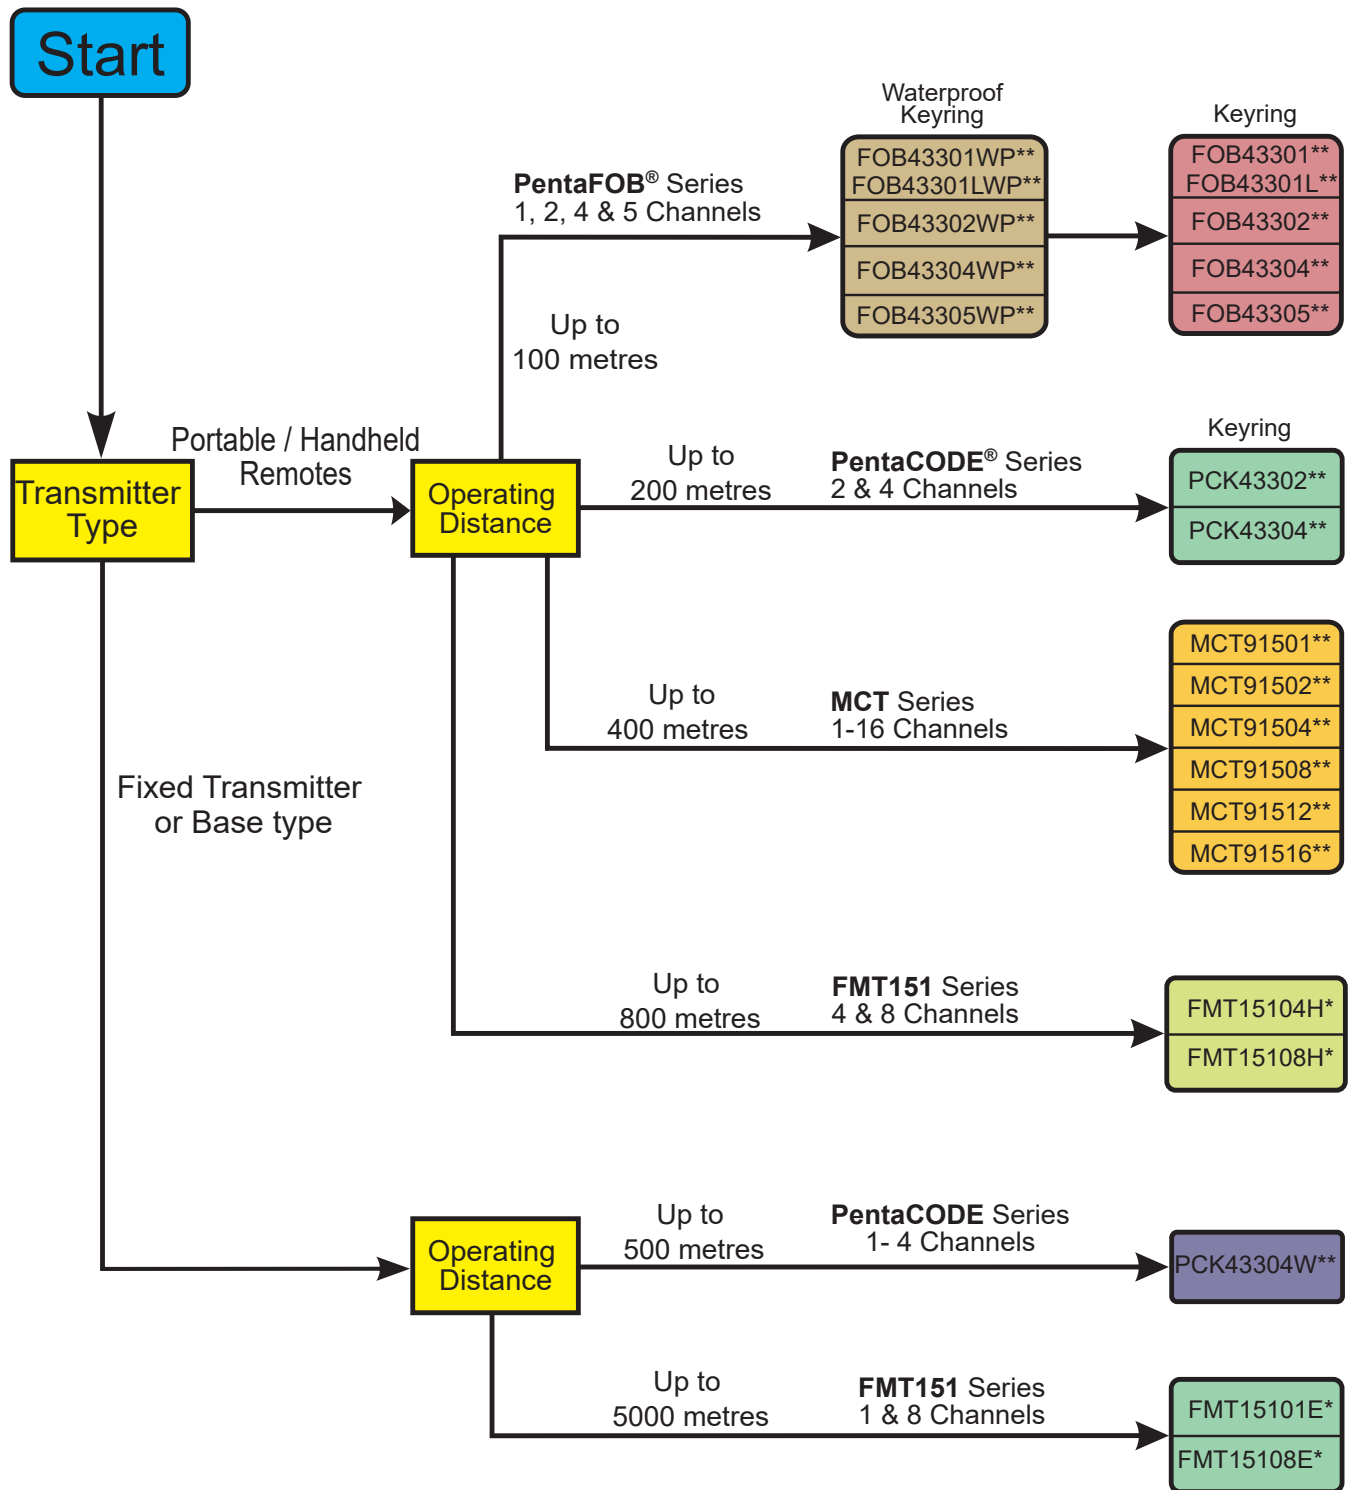 Start
Waterproof
Keyring
Keyring
PentaFOB® Series
1, 2, 4 & 5 Channels
FOB43301WP**
FOB43301LWP**
FOB43302WP**
FOB43304WP**
FOB43305WP**
FOB43301**
FOB43301L**
FOB43302**
FOB43304**
FOB43305**
Up to
100 metres
Portable / Handheld
Remotes
Transmitter
Type
Operating
Distance
Up to
200 metres
PentaCODE® Series
2 & 4 Channels
Keyring
PCK43302**
PCK43304**
Up to
400 metres
MCT Series
1-16 Channels
MCT91501**
MCT91502**
MCT91504**
MCT91508**
MCT91512**
MCT91516**
Fixed Transmitter
or Base type
Up to
800 metres
FMT151 Series
4 & 8 Channels
FMT15104H*
FMT15108H*
Operating
Distance
Up to
500 metres
PentaCODE Series
1- 4 Channels
PCK43304W**
Up to
5000 metres
FMT151 Series
1 & 8 Channels
FMT15101E*
FMT15108E*